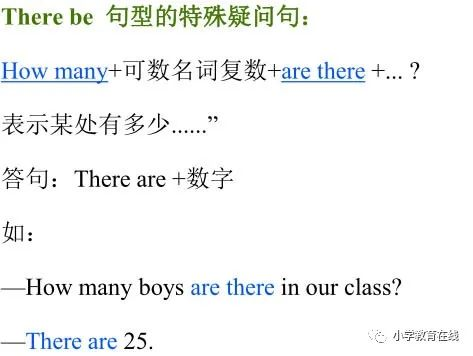 There be 句型的特殊疑问句：
How many+可数名词复数+are there +... ?
表示某处有多少......”
答句：There are +数字
如：
—How many boys are there in our class?
—There are 25.
小学教育在线